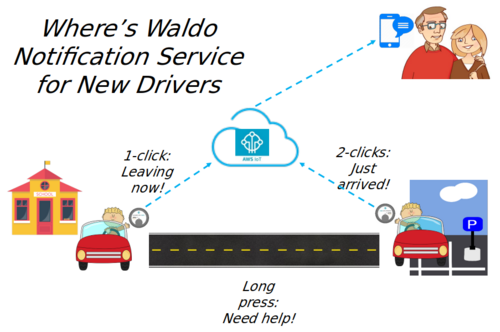 Where's Waldo
Notification Service
for New Drivers
1-click:
Leaving
now!
AWS IoT
2-clicks:
Just
arrived!
SCHOOL
P
Long
press:
Need help!